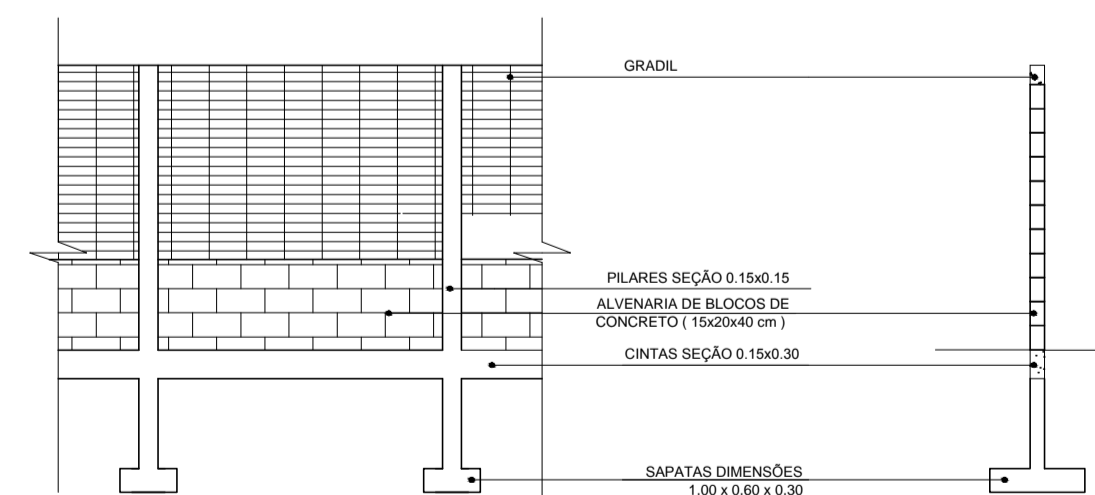 GRADIL
PILARES SEÇÃO 0.15x0.15
ALVENARIA DE BLOCOS DE
CONCRETO ( 15x20x40 cm )
CINTAS SEÇÃO 0.15x0.30
SAPATAS DIMENSÕES
1.00 x 0.60 x 0.30